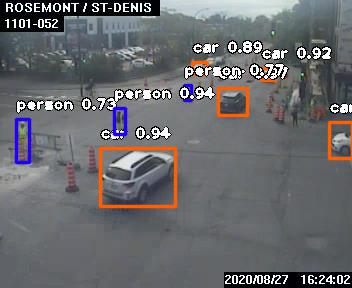 ROSEMONT / ST-DENIS
1101-052
car 0.89
car 0.92
person 0.77
person 0.94
person 0.73
car 0.94
car
2020/08/27 16:24:02